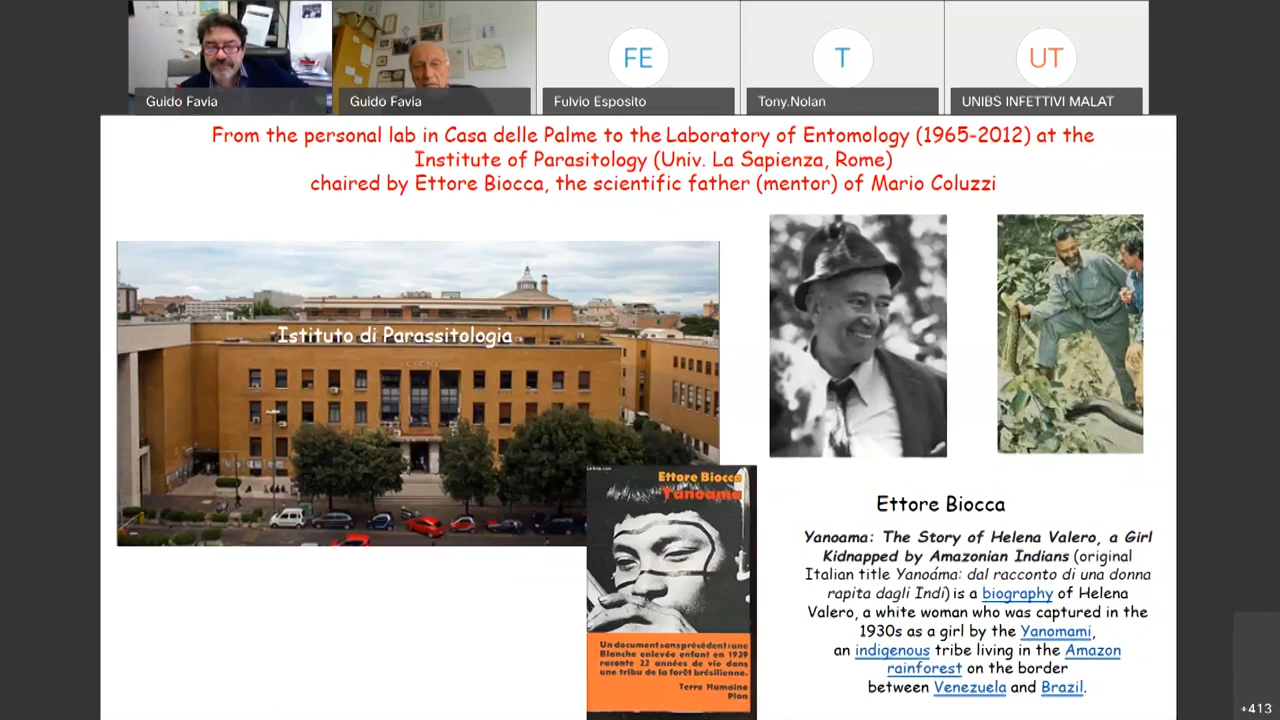 FE
T
UT
Guido Favia
Guido Favia
Fulvio Esposito
Tony.Nolan
UNIBS INFETTIVI MALAT
From the personal lab in Casa delle Palme to the Laboratory of Entomology (1965-2012) at the
Institute of Parasitology (Univ. La Sapienza, Rome)
chaired by Ettore Biocca, the scientific father (mentor) of Mario Coluzzi
Istituto di Parassitologia
Ettore Biocca
Yanoama
Un document sans précédent: une
Blanche enlevée enfant en 1939
raconte 22 années de vie dans
une tribu de la forêt brésilienne.
Terre Humaine
Plon
Ettore Biocca
Yanoama: The Story of Helena Valero, a Girl
Kidnapped by Amazonian Indians (original
Italian title Yanoáma: dal racconto di una donna
rapita dagli Indi) is a biography of Helena
Valero, a white woman who was captured in the
1930s as a girl by the Yanomami,
an indigenous tribe living in the Amazon
rainforest on the border
between Venezuela and Brazil.
+413